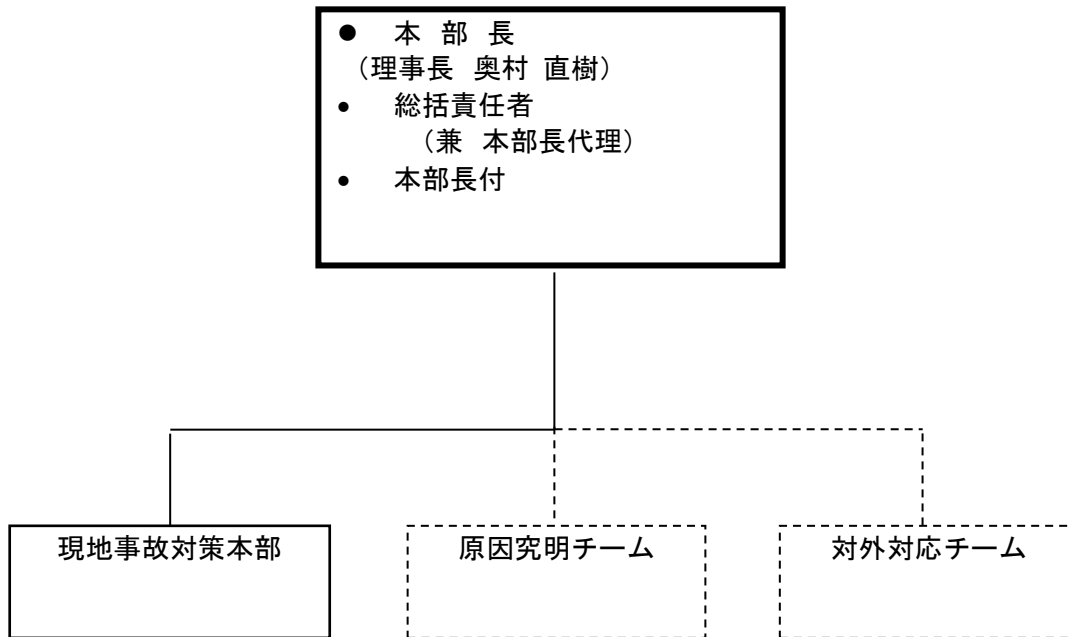 ● 本 部 長
（理事長 奥村 直樹）
• 総括責任者
（兼 本部長代理）
• 本部長付
現地事故対策本部
原因究明チーム
対外対応チーム